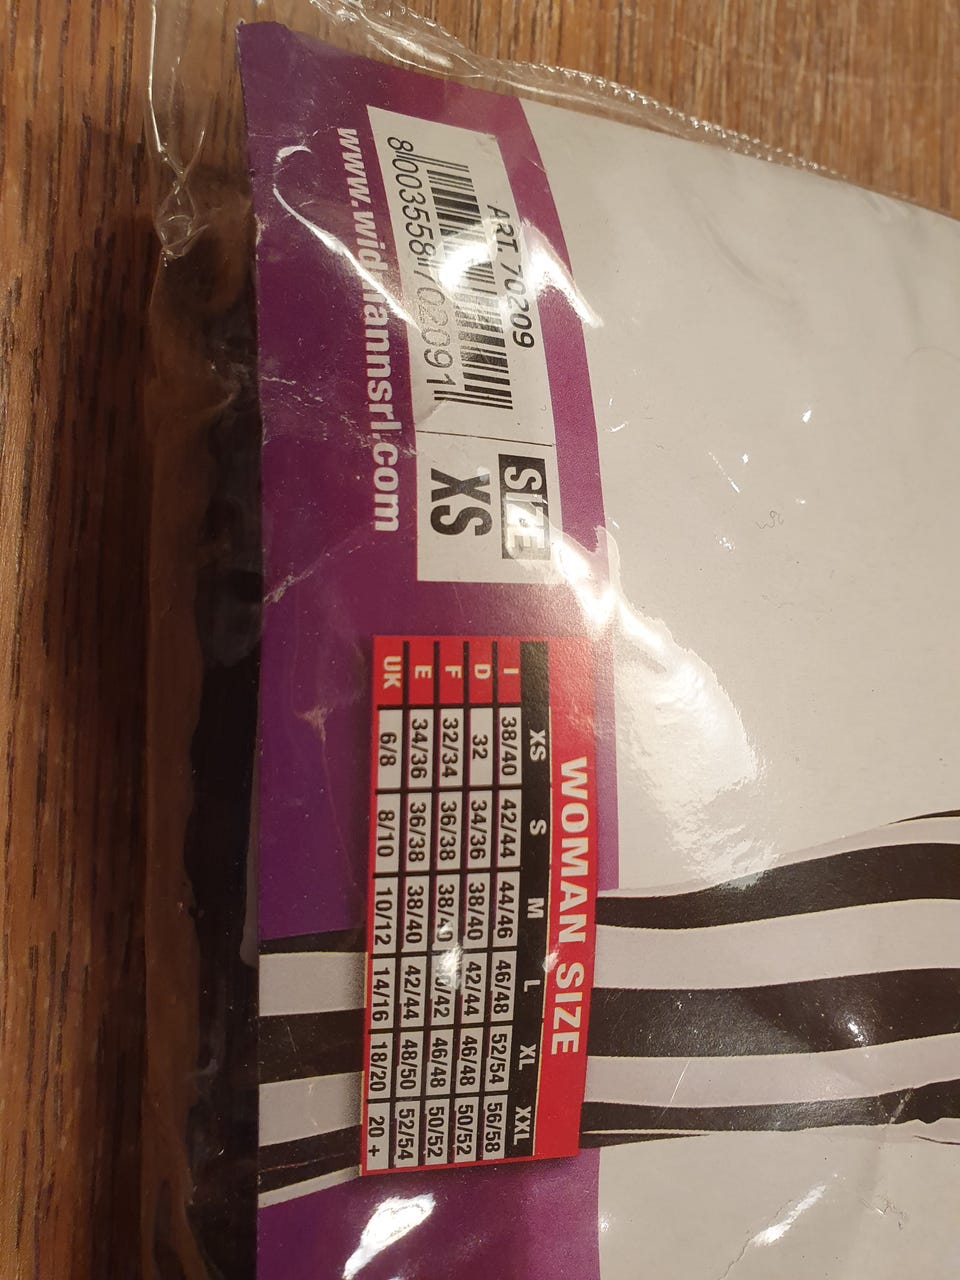 ART. 70209
8 003558 702091
SIZE
XS
www.widmannsrl.com
WOMAN SIZE
XS S M L XL XXL
I 38/40 42/44 44/46 46/48 52/54 56/58
D 32 34/36 38/40 42/44 46/48 50/52
F 32/34 36/38 38/40 40/42 46/48 50/52
E 34/36 36/38 38/40 42/44 48/50 52/54
UK 6/8 8/10 10/12 14/16 18/20 20 +